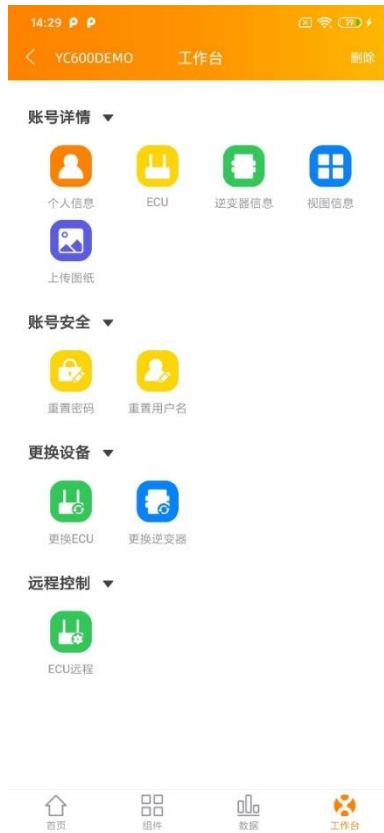 14:29 P P 39
YC600DEMO 工作台 删除
账号详情
个人信息 ECU 逆变器信息 视图信息
上传图纸
账号安全
重置密码 重置用户名
更换设备
更换ECU 更换逆变器
远程控制
ECU远程
首页 组件 数据 工作台